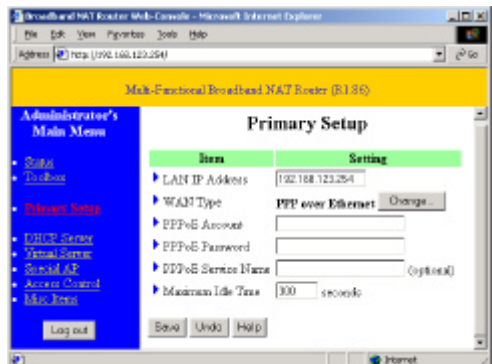 Broadband NAT Router Web-Console - Microsoft Internet Explorer
File Edit View Favorites Tools Help
Address http://192.168.123.254/ Go
Multi-Functional Broadband NAT Router (R1.86)
Administrator's
Main Menu
Status
Toolbox
Primary Setup
DHCP Server
Virtual Server
Special AP
Access Control
Misc Items
Log out
Primary Setup
Item Setting
LAN IP Address 192.168.123.254
WAN Type PPP over Ethernet Change...
PPPoE Account
PPPoE Password
PPPoE Service Name (optional)
Maximum Idle Time 300 seconds
Save Undo Help
Internet